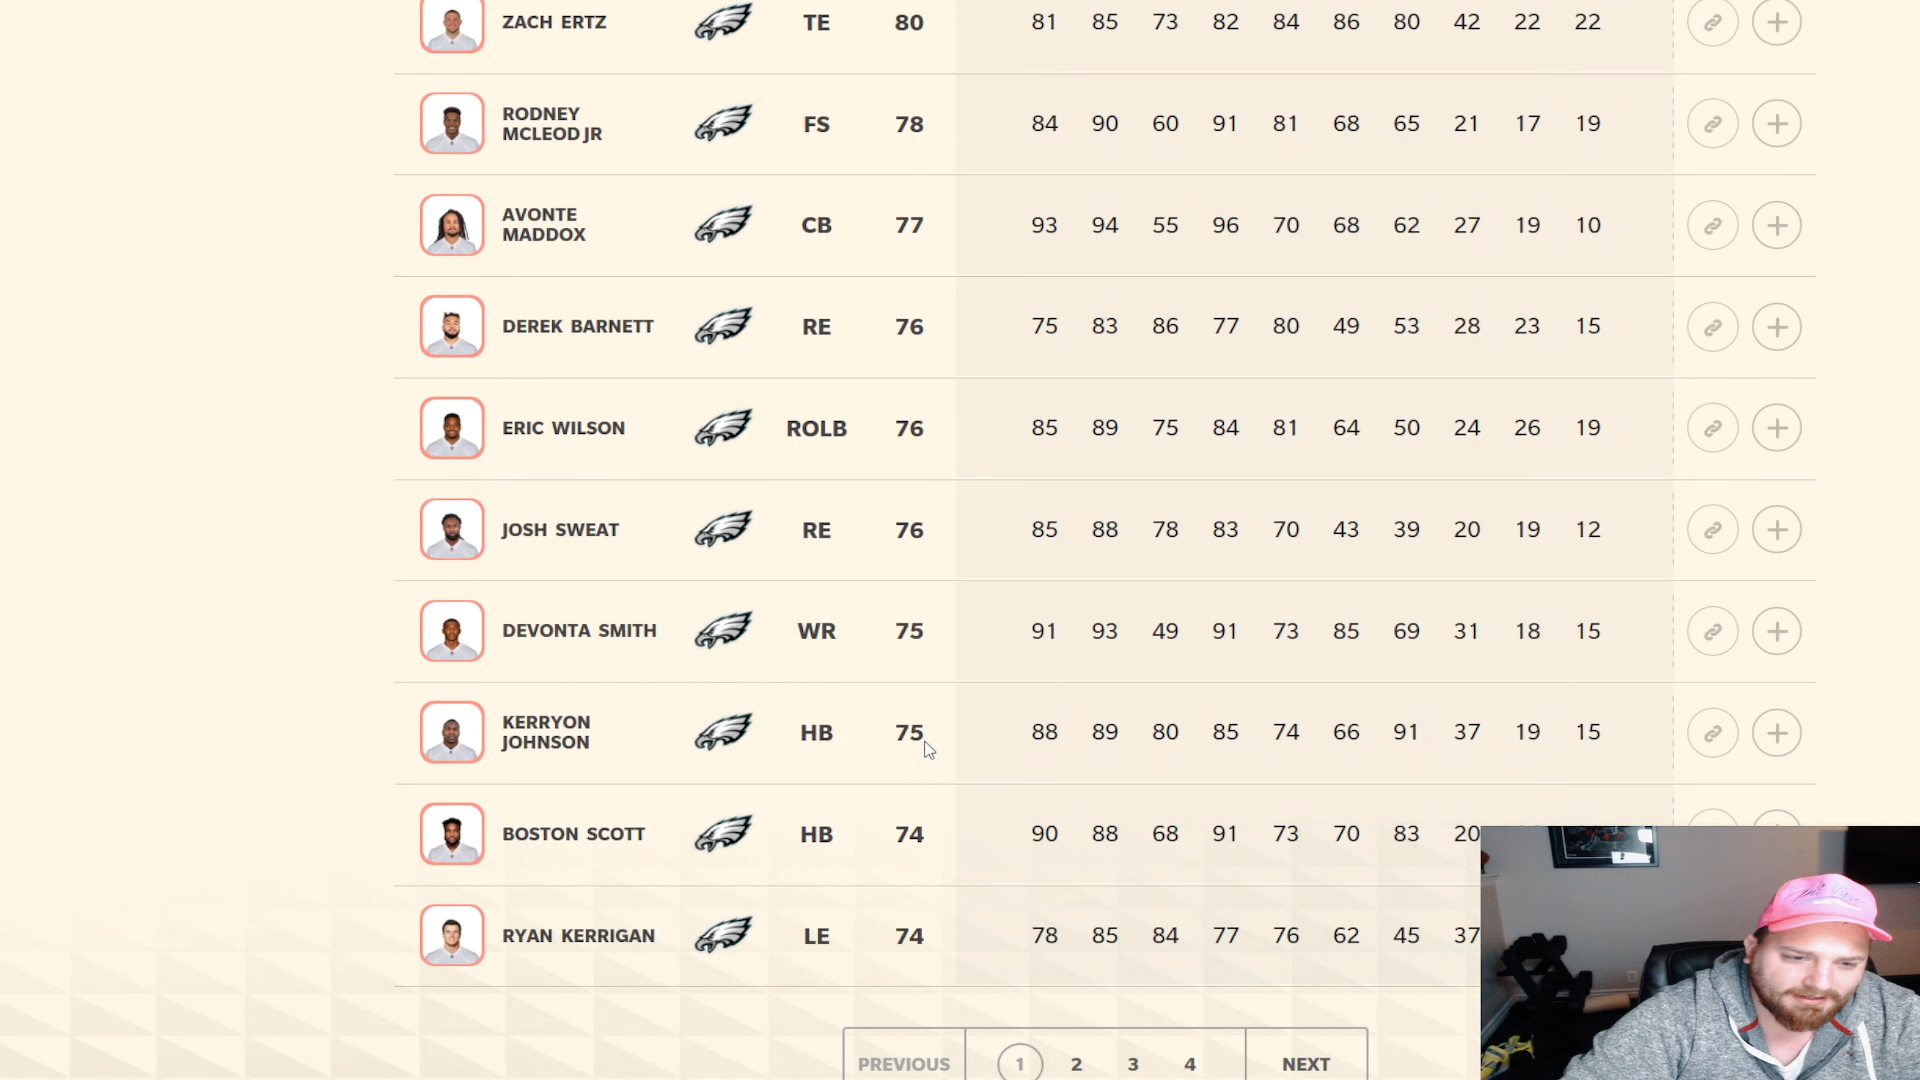 ZACH ERTZ TE 80 81 85 73 82 84 86 80 42 22 22
RODNEY
MCLEOD JR FS 78 84 90 60 91 81 68 65 21 17 19
AVONTE
MADDOX CB 77 93 94 55 96 70 68 62 27 19 10
DEREK BARNETT RE 76 75 83 86 77 80 49 53 28 23 15
ERIC WILSON ROLB 76 85 89 75 84 81 64 50 24 26 19
JOSH SWEAT RE 76 85 88 78 83 70 43 39 20 19 12
DEVONTA SMITH WR 75 91 93 49 91 73 85 69 31 18 15
KERRYON
JOHNSON HB 75 88 89 80 85 74 66 91 37 19 15
BOSTON SCOTT HB 74 90 88 68 91 73 70 83 20
RYAN KERRIGAN LE 74 78 85 84 77 76 62 45 37
PREVIOUS 1 2 3 4 NEXT